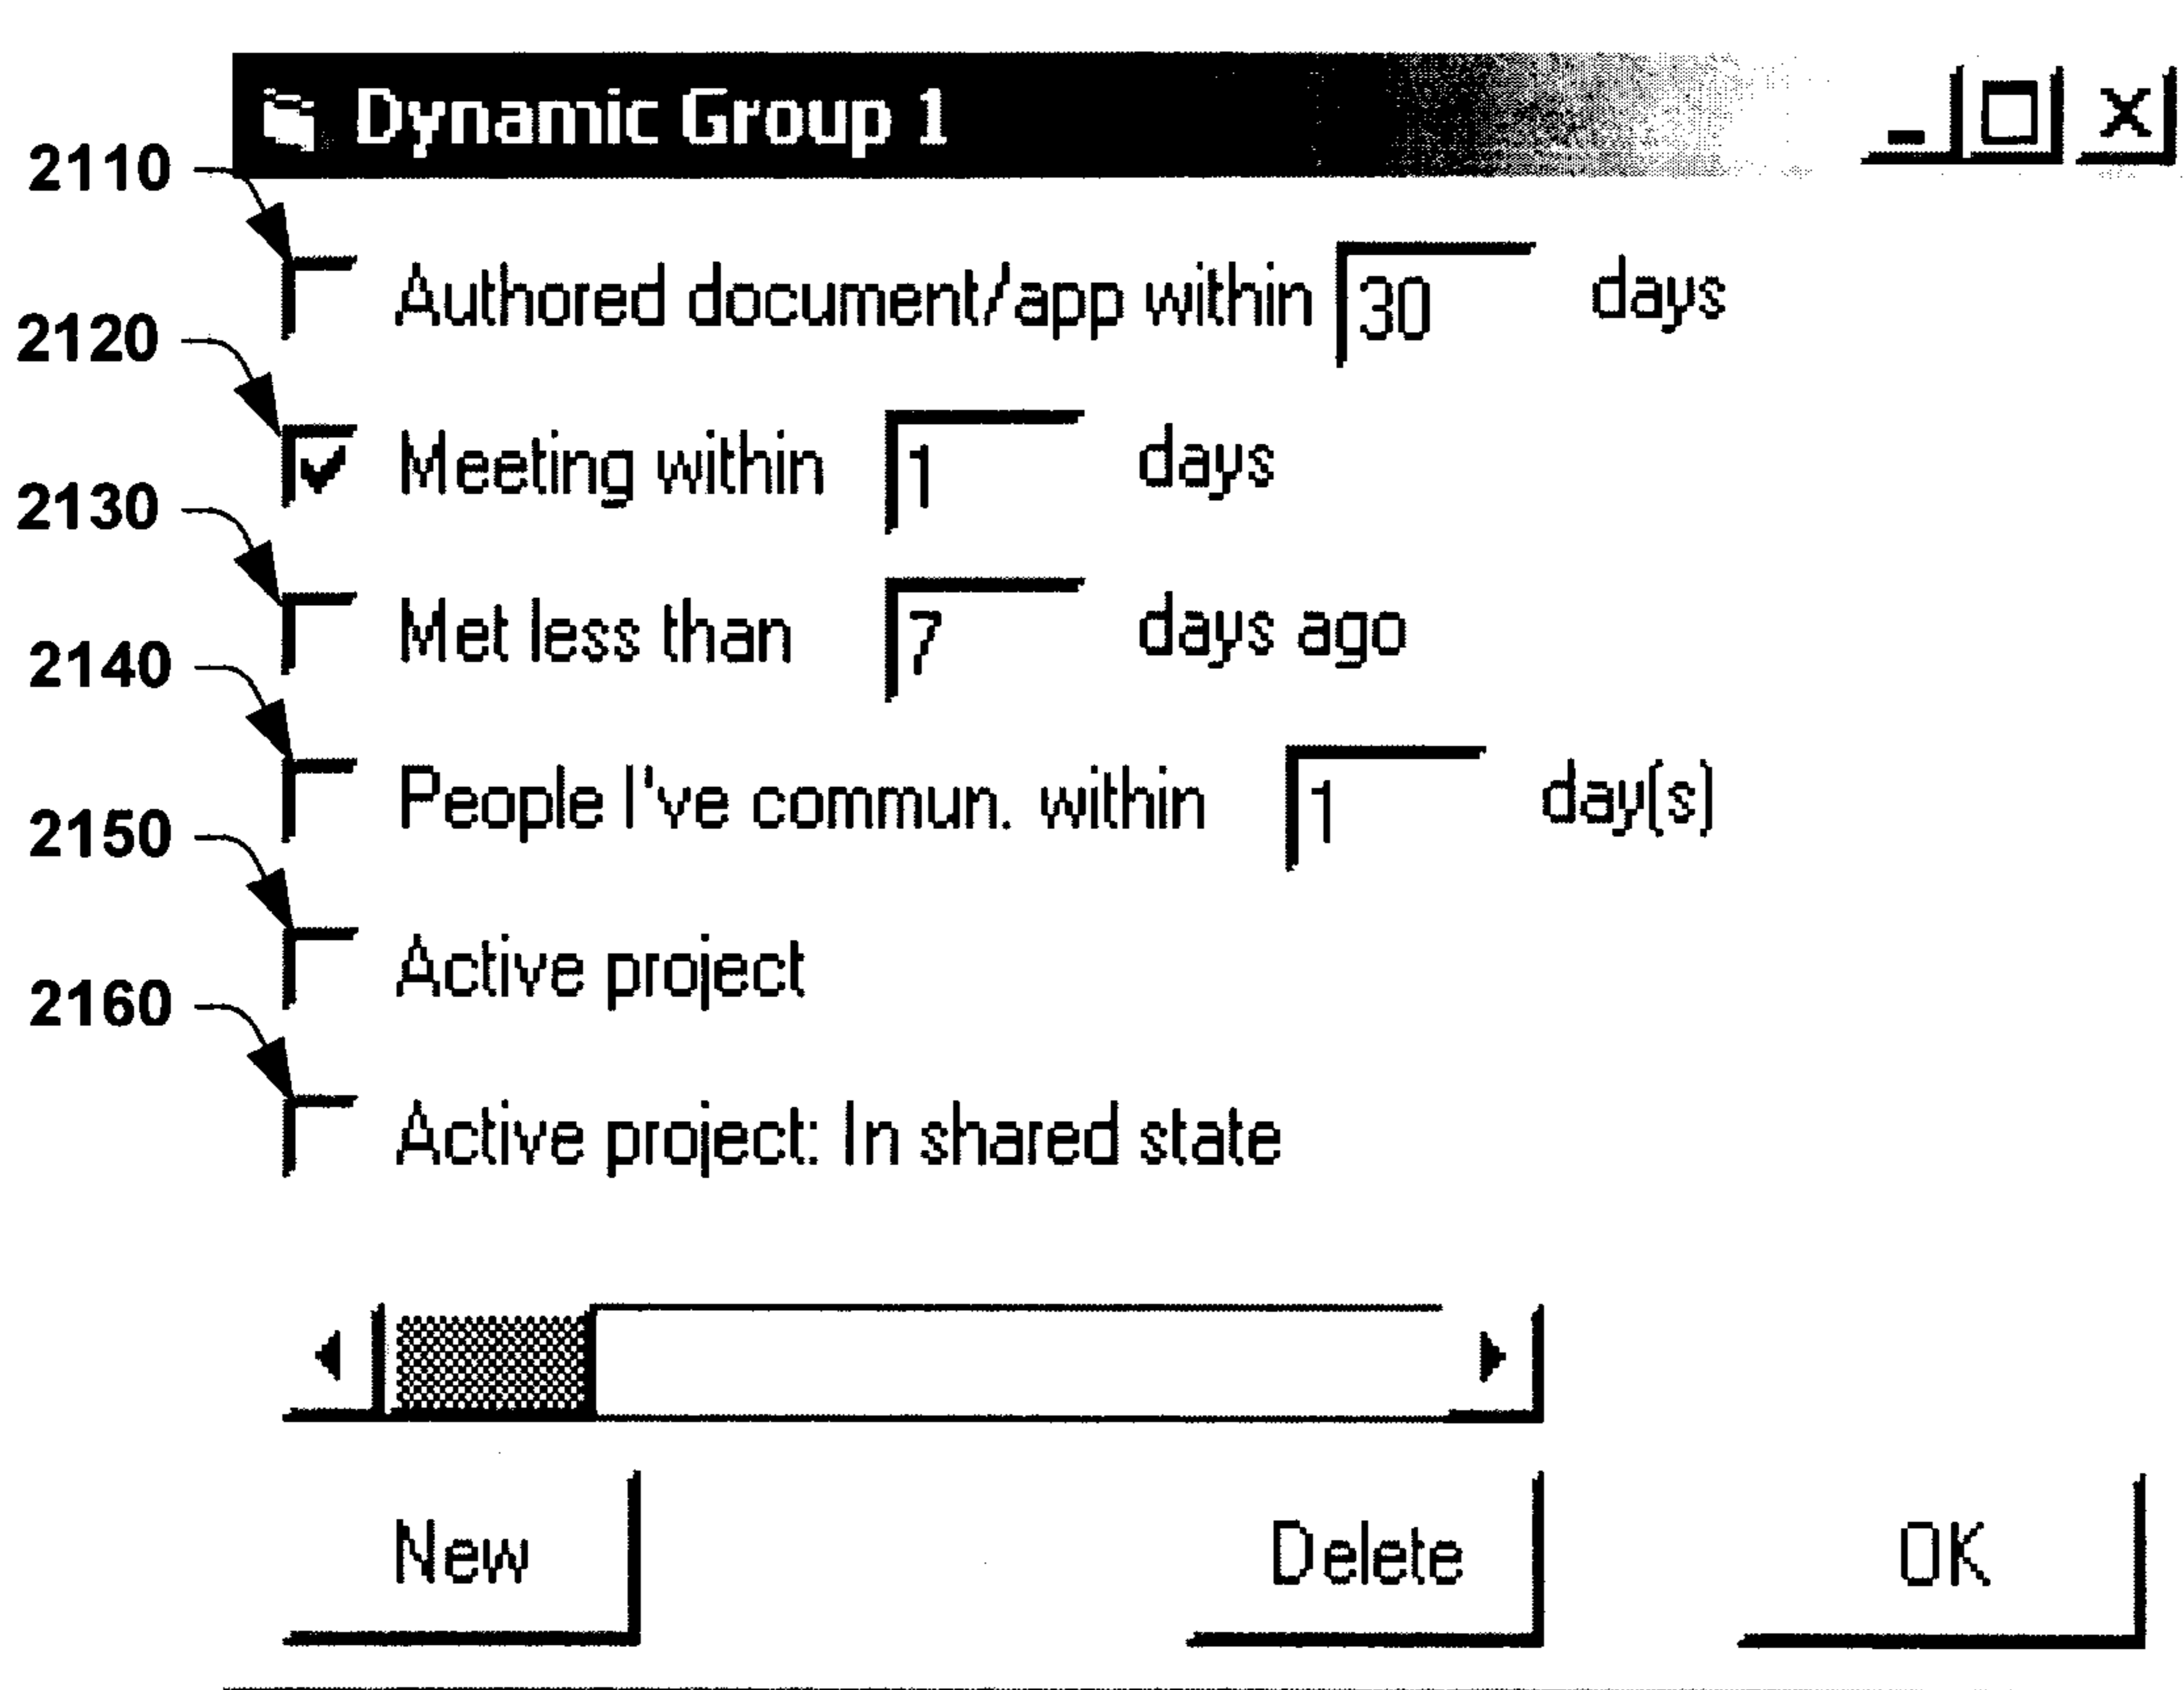 Dynamic Group 1
2110
Authored document/app within 30 days
2120
Meeting within 1 days
2130
Met less than 7 days ago
2140
People I've commun. within 1 day(s)
2150
Active project
2160
Active project: In shared state
New Delete OK